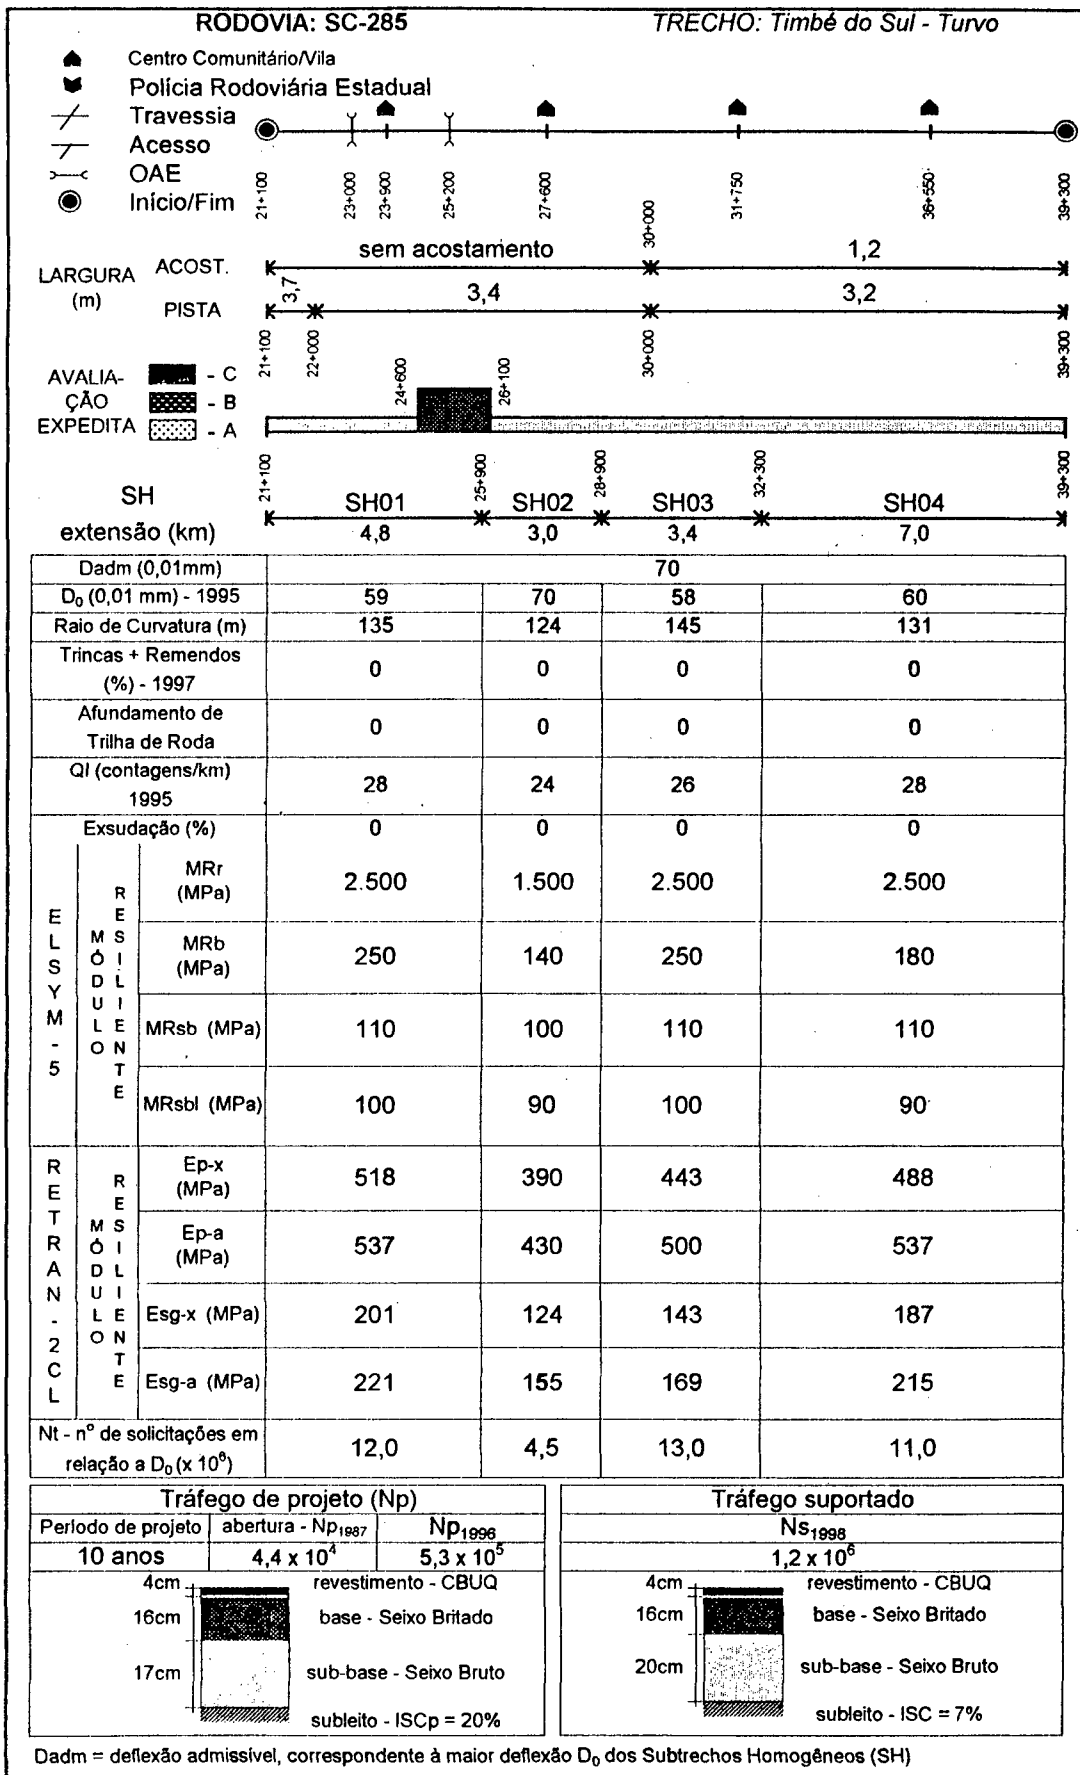 RODOVIA: SC-285 TRECHO: Timbé do Sul - Turvo
Centro Comunitário/Vila
Polícia Rodoviária Estadual
Travessia
Acesso
OAE
Início/Fim
21+100 23+000 23+900 25+200 27+600 31+750 36+550 39+300
LARGURA (m)
ACOST. sem acostamento 30+000 1,2
PISTA 3,7 3,4 3,2
21+100 22+000 30+000 39+300
AVALIA-
ÇÃO
EXPEDITA
- C
- B
- A
24+600 26+100
21+100 25+900 28+900 32+300 39+300
SH SH01 SH02 SH03 SH04
extensão (km) 4,8 3,0 3,4 7,0
Dadm (0,01mm) 70
D₀ (0,01 mm) - 1995 59 70 58 60
Raio de Curvatura (m) 135 124 145 131
Trincas + Remendos
(%) - 1997 0 0 0 0
Afundamento de
Trilha de Roda 0 0 0 0
QI (contagens/km)
1995 28 24 26 28
Exsudação (%) 0 0 0 0
ELSYM-5
MÓDULO RESILIENTE
MRr
(MPa) 2.500 1.500 2.500 2.500
MRb
(MPa) 250 140 250 180
MRsb (MPa) 110 100 110 110
MRsbl (MPa) 100 90 100 90
RETRAN-2CL
MÓDULO RESILIENTE
Ep-x
(MPa) 518 390 443 488
Ep-a
(MPa) 537 430 500 537
Esg-x (MPa) 201 124 143 187
Esg-a (MPa) 221 155 169 215
Nt - nº de solicitações em
relação a D₀ (x 10⁶) 12,0 4,5 13,0 11,0
Tráfego de projeto (Np)
Período de projeto abertura - Np₁₉₈₇ Np₁₉₉₆
10 anos 4,4 x 10⁴ 5,3 x 10⁵
4cm revestimento - CBUQ
16cm base - Seixo Britado
17cm sub-base - Seixo Bruto
subleito - ISCp = 20%
Tráfego suportado
Ns₁₉₉₈
1,2 x 10⁶
4cm revestimento - CBUQ
16cm base - Seixo Britado
20cm sub-base - Seixo Bruto
subleito - ISC = 7%
Dadm = deflexão admissível, correspondente à maior deflexão D₀ dos Subtrechos Homogêneos (SH)